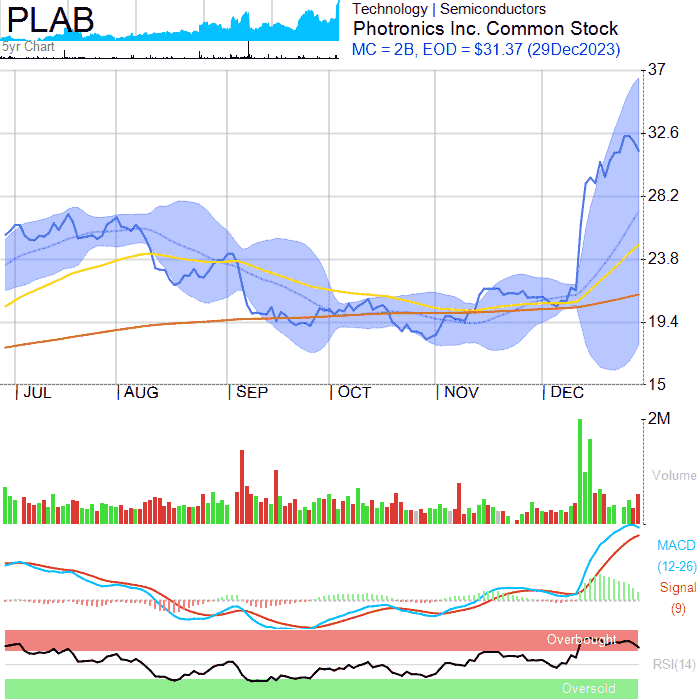 PLAB
5yr Chart
Technology | Semiconductors
Photronics Inc. Common Stock
MC = 2B, EOD = $31.37 (29Dec2023)
37
32.6
28.2
23.8
19.4
15
JUL AUG SEP OCT NOV DEC
2M
Volume
MACD
(12-26)
Signal
(9)
Overbought
RSI(14)
Oversold